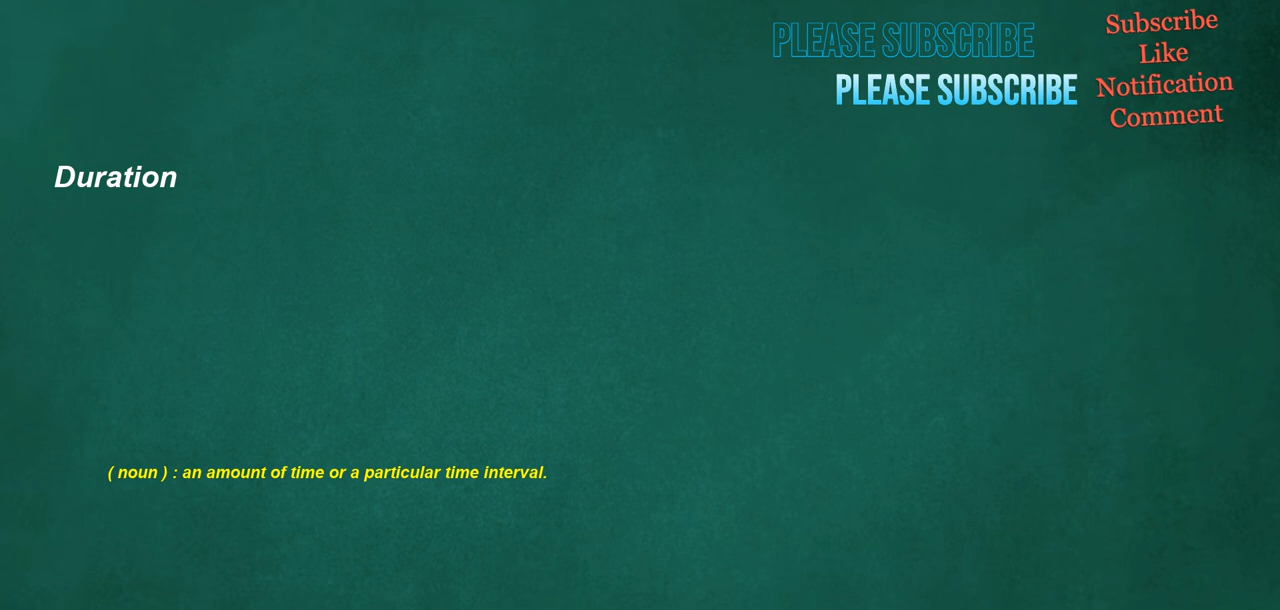 PLEASE SUBSCRIBE
PLEASE SUBSCRIBE
Subscribe
Like
Notification
Comment
Duration
( noun ) : an amount of time or a particular time interval.